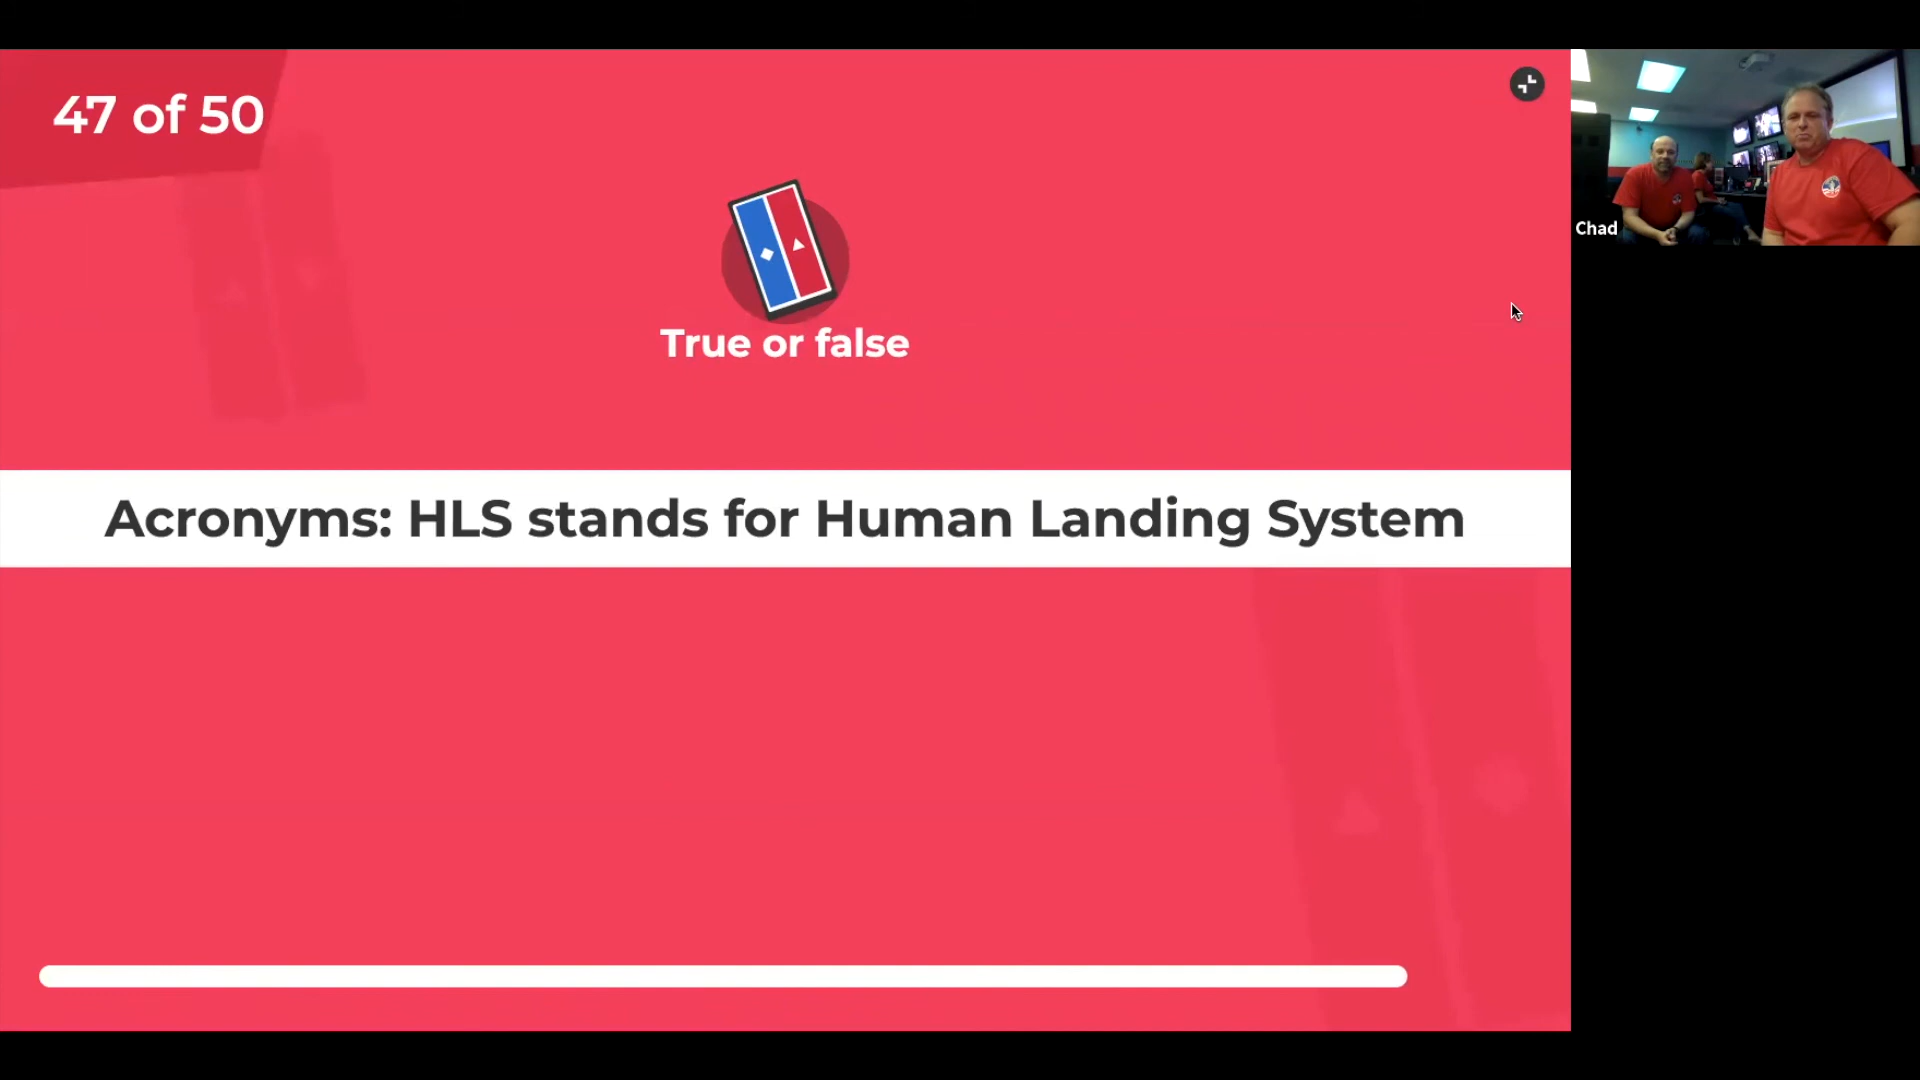 47 of 50
True or false
Acronyms: HLS stands for Human Landing System
Chad